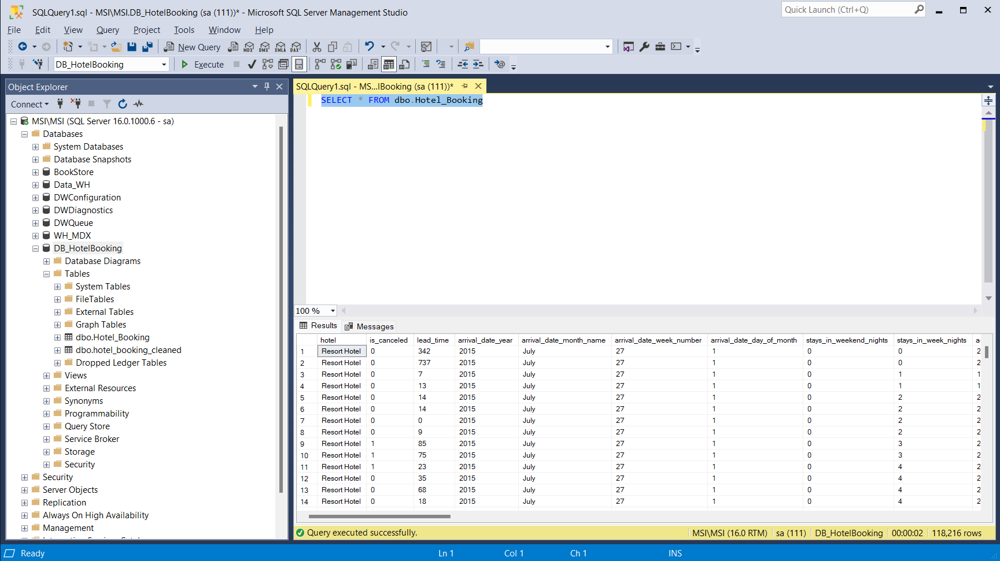 SQLQuery1.sql - MSI\MSI.DB_HotelBooking (sa (111))* - Microsoft SQL Server Management Studio
Quick Launch (Ctrl+Q)
File Edit View Query Project Tools Window Help
New Query MDX DMX XMLA DAX
DB_HotelBooking Execute
Object Explorer
Connect
MSI\MSI (SQL Server 16.0.1000.6 - sa)
Databases
System Databases
Database Snapshots
BookStore
Data_WH
DWConfiguration
DWDiagnostics
DWQueue
WH_MDX
DB_HotelBooking
Database Diagrams
Tables
System Tables
FileTables
External Tables
Graph Tables
dbo.Hotel_Booking
dbo.hotel_booking_cleaned
Dropped Ledger Tables
Views
External Resources
Synonyms
Programmability
Query Store
Service Broker
Storage
Security
Security
Server Objects
Replication
Always On High Availability
Management
SQLQuery1.sql - MS...lBooking (sa (111))*
SELECT * FROM dbo.Hotel_Booking
100 %
Results Messages
hotel is_canceled lead_time arrival_date_year arrival_date_month_name arrival_date_week_number arrival_date_day_of_month stays_in_weekend_nights stays_in_week_nights
1 Resort Hotel 0 342 2015 July 27 1 0 0 2
2 Resort Hotel 0 737 2015 July 27 1 0 0 2
3 Resort Hotel 0 7 2015 July 27 1 0 1 1
4 Resort Hotel 0 13 2015 July 27 1 0 1 1
5 Resort Hotel 0 14 2015 July 27 1 0 2 2
6 Resort Hotel 0 14 2015 July 27 1 0 2 2
7 Resort Hotel 0 0 2015 July 27 1 0 2 2
8 Resort Hotel 0 9 2015 July 27 1 0 2 2
9 Resort Hotel 1 85 2015 July 27 1 0 3 2
10 Resort Hotel 1 75 2015 July 27 1 0 3 2
11 Resort Hotel 1 23 2015 July 27 1 0 4 2
12 Resort Hotel 0 35 2015 July 27 1 0 4 2
13 Resort Hotel 0 68 2015 July 27 1 0 4 2
14 Resort Hotel 0 18 2015 July 27 1 0 4 2
Query executed successfully. MSI\MSI (16.0 RTM) sa (111) DB_HotelBooking 00:00:02 118,216 rows
Ready Ln 1 Col 1 Ch 1 INS